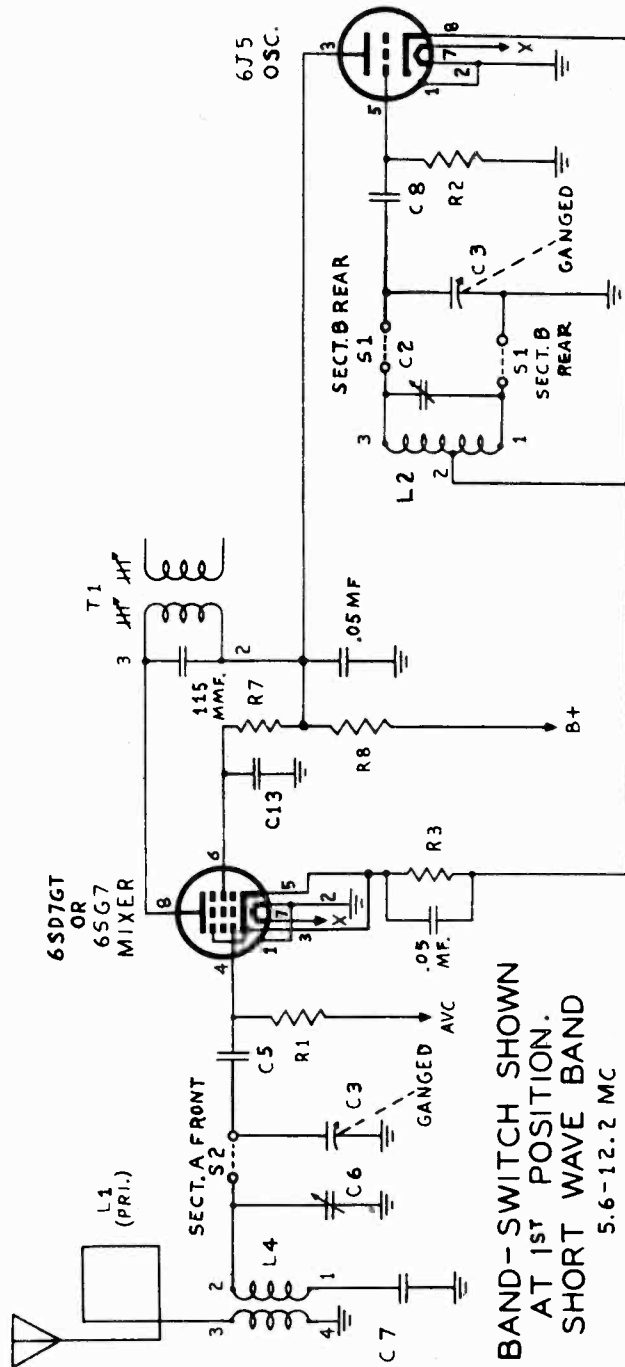 L1
(PRI.)
3
4
2
1
L4
C7
SECT. A FRONT
S2
C6
C3
GANGED
C5
R1
AVC
6SD7GT
OR
6SG7
MIXER
4
8
6
5
3
1
7
2
X
.05
MF.
R3
C13
R7
R8
B+
115
MMF.
3
2
T1
.05MF
L2
3
2
1
SECT. B REAR
S1
C2
S1
SECT. B
REAR
C3
GANGED
C8
R2
6J5
OSC.
3
5
8
7
2
1
X
BAND-SWITCH SHOWN
AT 1ST POSITION.
SHORT WAVE BAND
5.6-12.2 MC